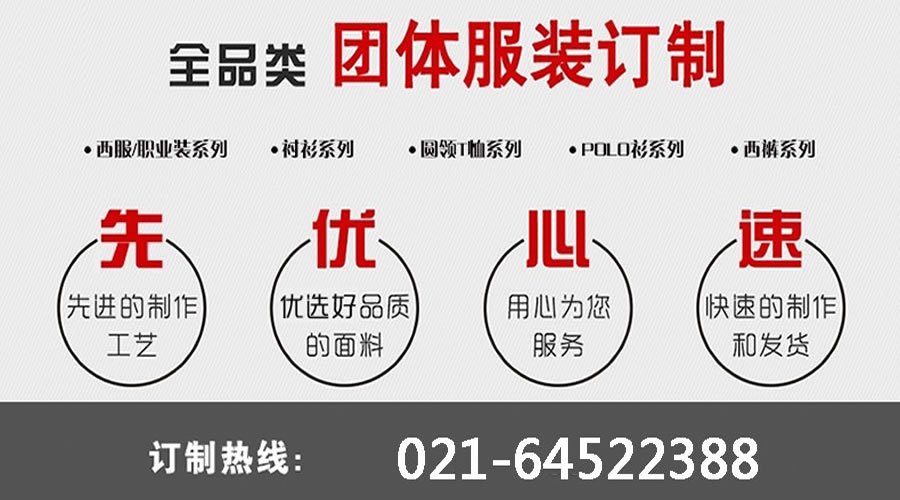 全品类 团体服装订制
•西服/职业装系列 •衬衫系列 •圆领T恤系列 •POLO衫系列 •西裤系列
先
先进的制作
工艺
优
优选好品质
的面料
心
用心为您
服务
速
快速的制作
和发货
订制热线: 021-64522388